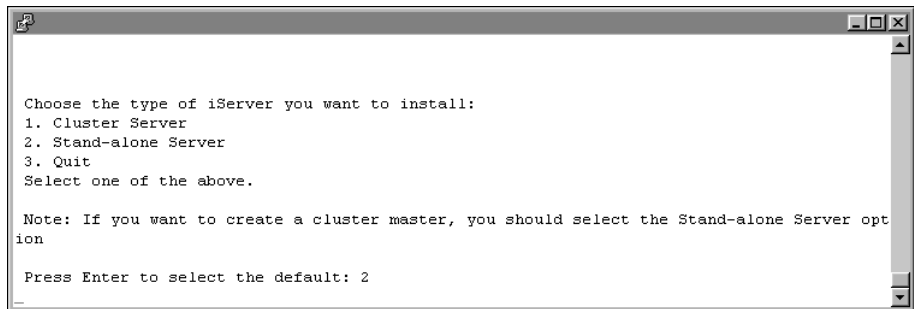 Choose the type of iServer you want to install:
1. Cluster Server
2. Stand-alone Server
3. Quit
Select one of the above.
Note: If you want to create a cluster master, you should select the Stand-alone Server opt
ion
Press Enter to select the default: 2
_